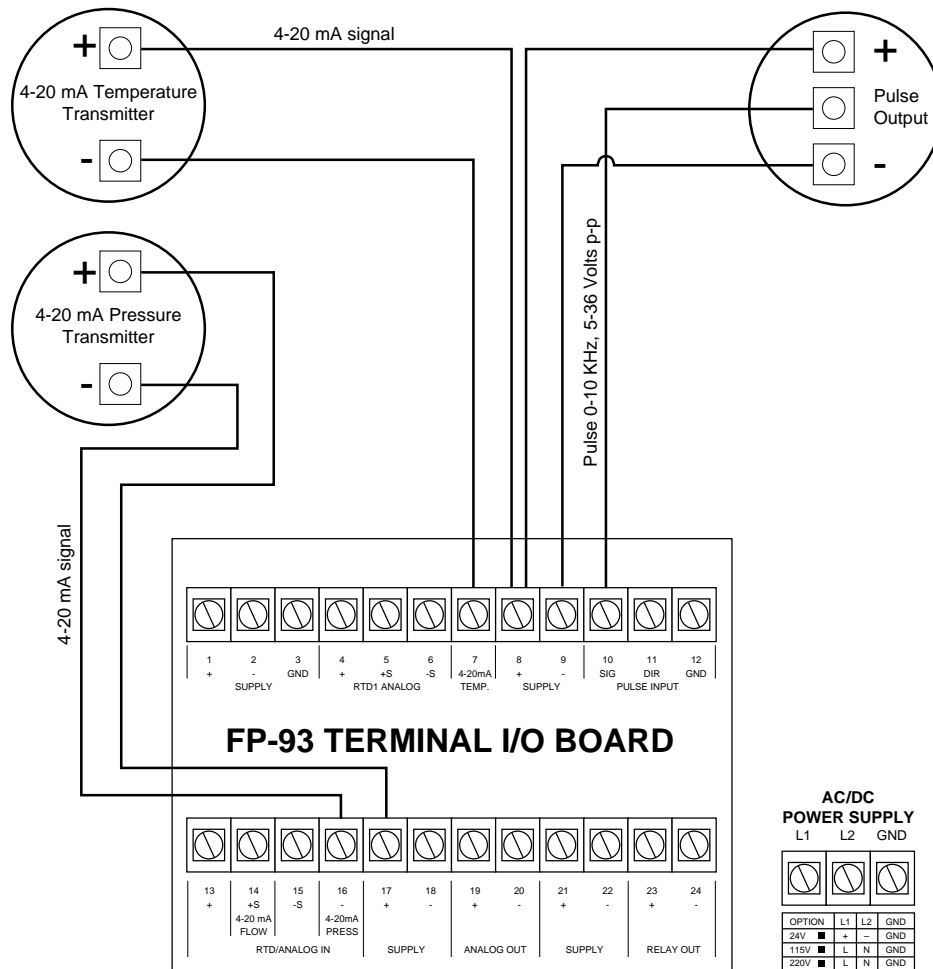 4-20 mA signal
+
4-20 mA Temperature
Transmitter
-
+
Pulse
Output
-
+
4-20 mA Pressure
Transmitter
-
Pulse 0-10 KHz, 5-36 Volts p-p
4-20 mA signal
1 2 3 4 5 6 7 8 9 10 11 12
+ - GND + +S -S 4-20mA + - SIG DIR GND
SUPPLY RTD1 ANALOG TEMP. SUPPLY PULSE INPUT
FP-93 TERMINAL I/O BOARD
13 14 15 16 17 18 19 20 21 22 23 24
+ +S -S - + - + - + - + -
4-20 mA 4-20mA
FLOW PRESS
RTD/ANALOG IN SUPPLY ANALOG OUT SUPPLY RELAY OUT
AC/DC
POWER SUPPLY
L1 L2 GND
OPTION L1 L2 GND
24V ■ + – GND
115V ■ L N GND
220V ■ L N GND